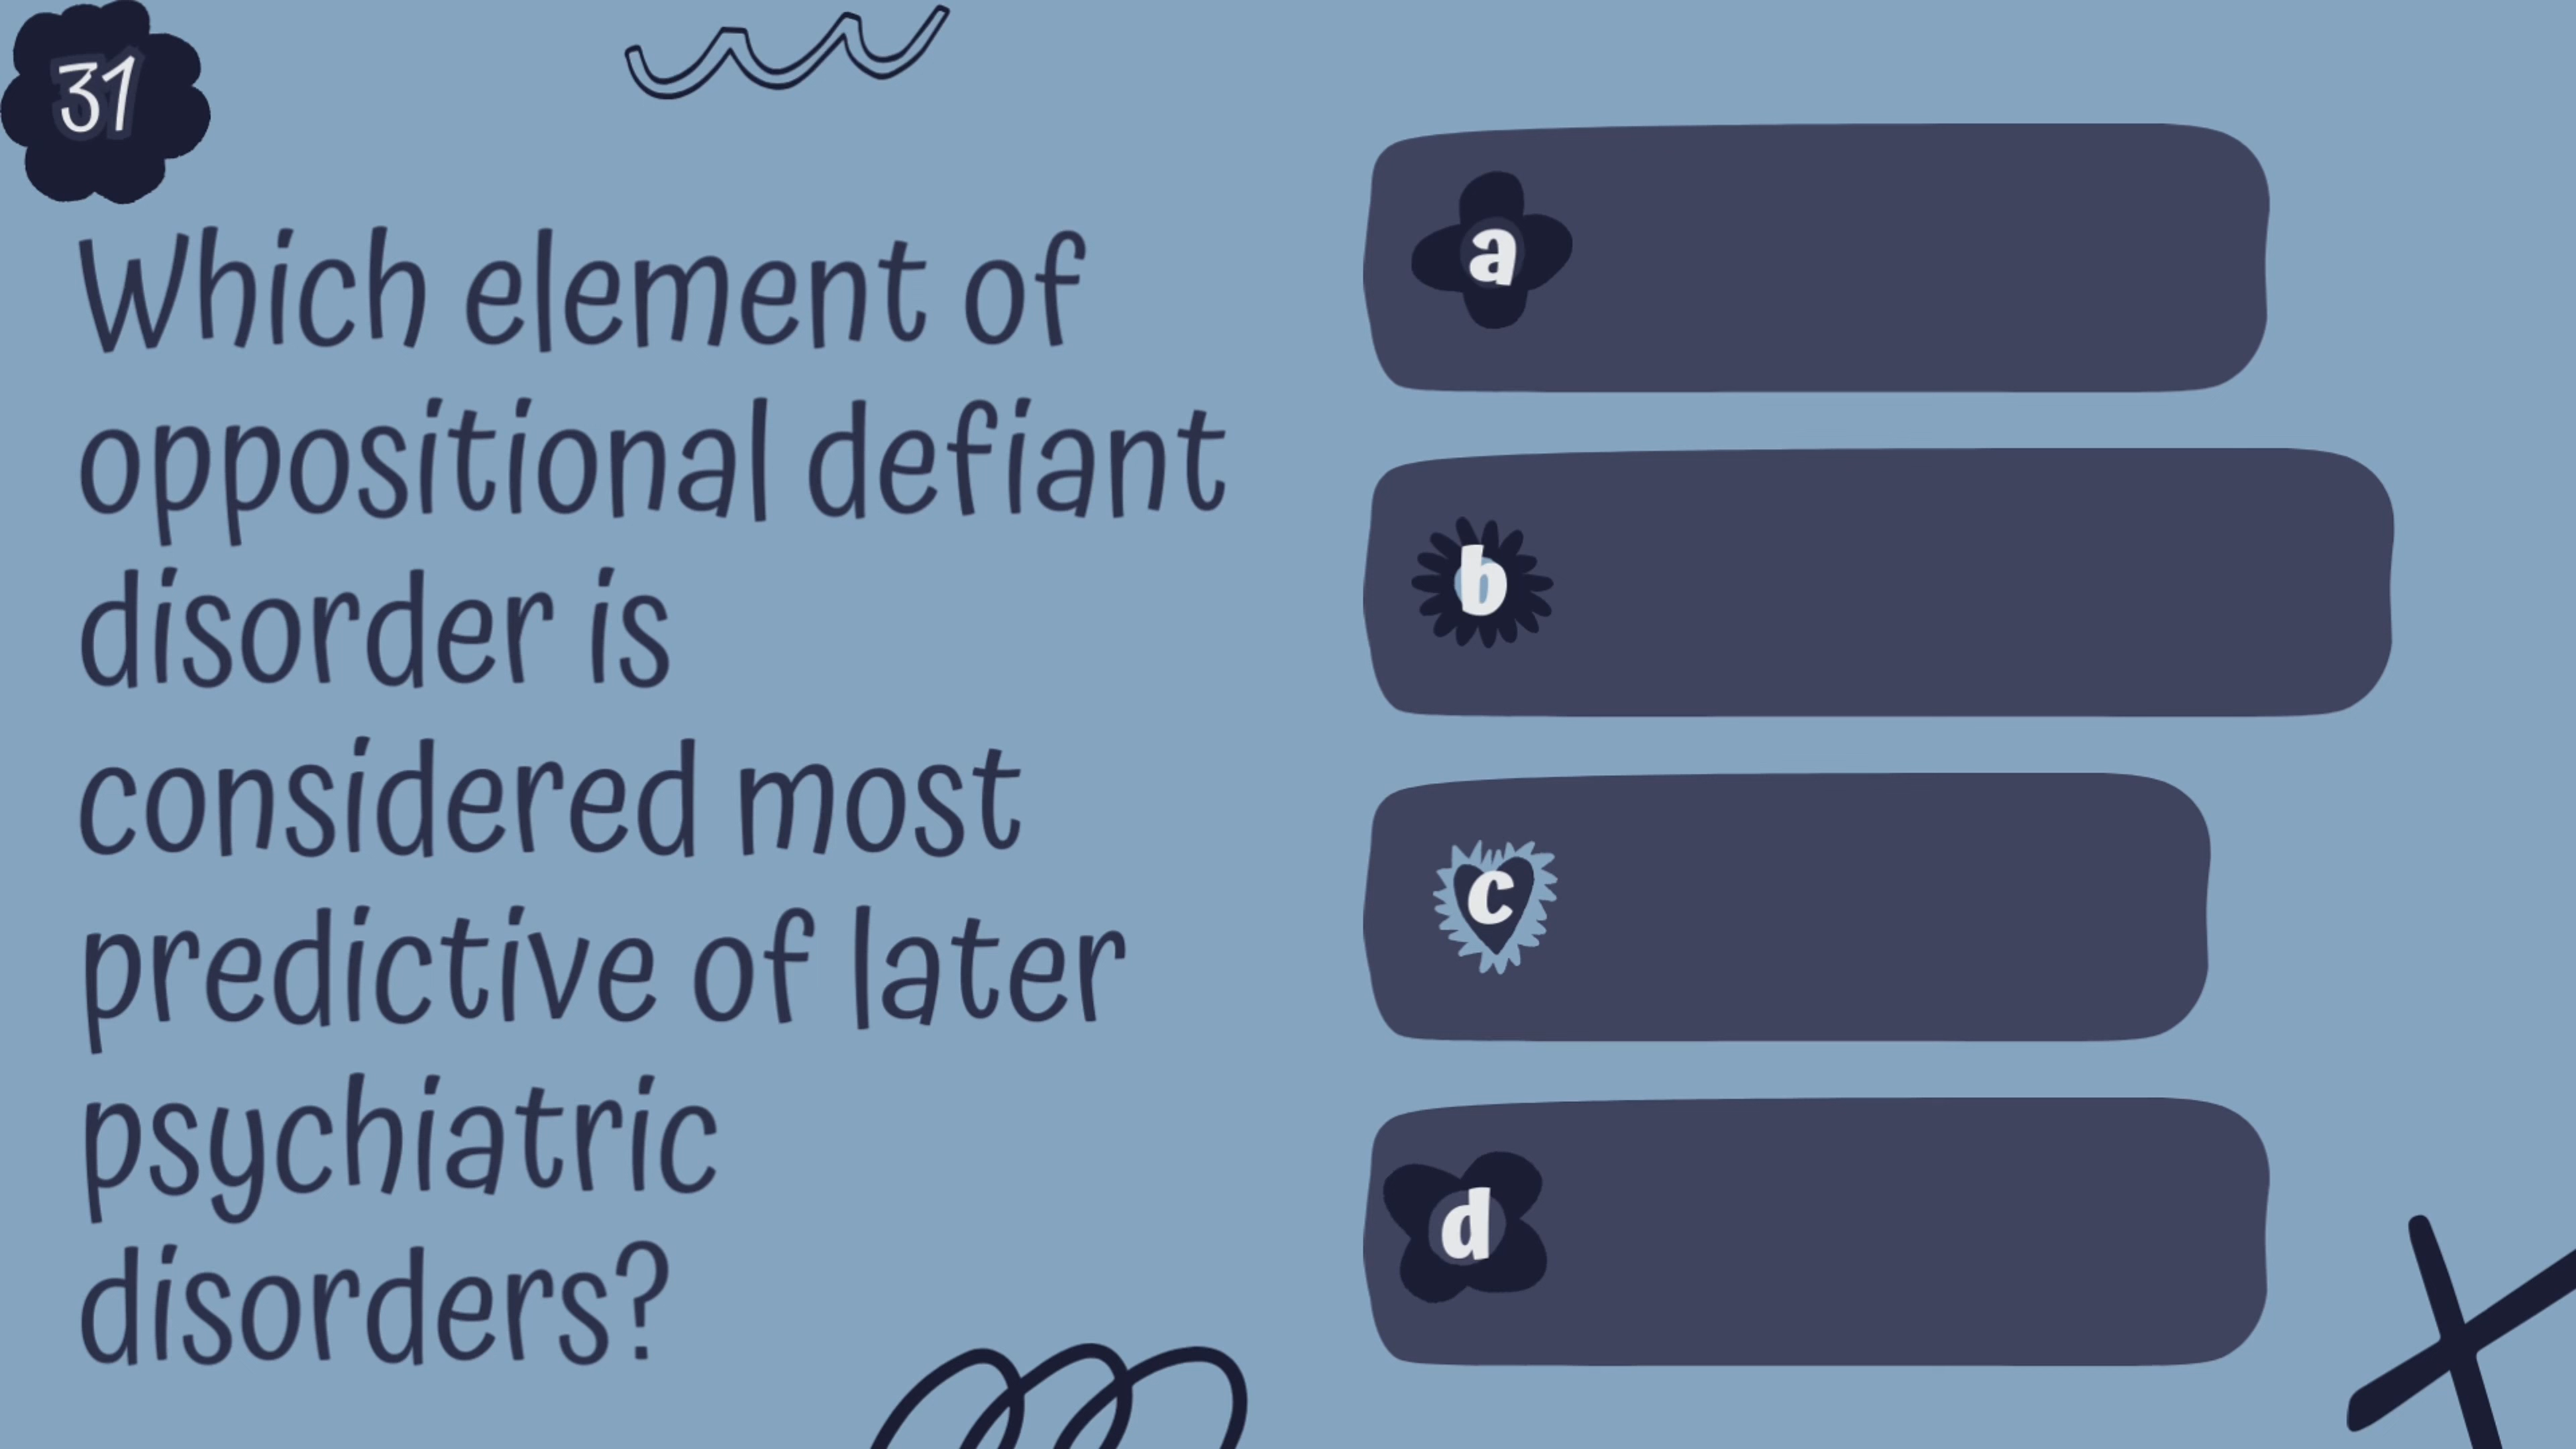 31
Which element of
oppositional defiant
disorder is
considered most
predictive of later
psychiatric
disorders?
a
b
c
d